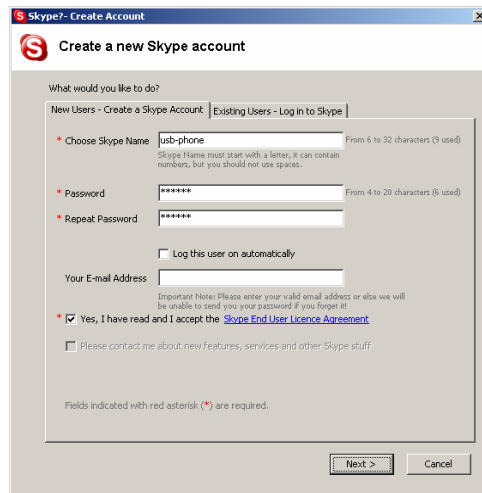 Skype?- Create Account
Create a new Skype account
What would you like to do?
New Users - Create a Skype Account
Existing Users - Log in to Skype
* Choose Skype Name
usb-phone
From 6 to 32 characters (9 used)
Skype Name must start with a letter, it can contain
numbers, but you should not use spaces.
* Password
******
From 4 to 20 characters (6 used)
* Repeat Password
******
Log this user on automatically
Your E-mail Address
Important Note: Please enter your valid email address or else we will
be unable to send you your password if you forget it!
* Yes, I have read and I accept the Skype End User Licence Agreement
Please contact me about new features, services and other Skype stuff
Fields indicated with red asterisk (*) are required.
Next >
Cancel